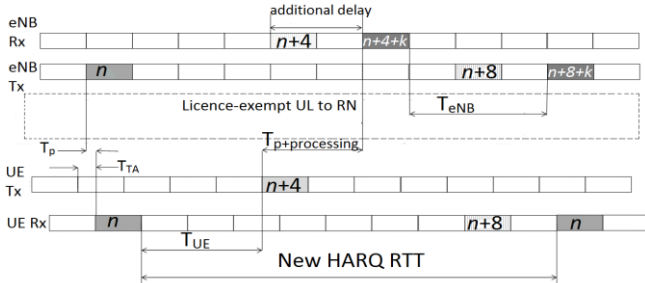 additional delay
eNB
Rx
n+4
n+4+k
eNB
Tx
n
n+8
n+8+k
Licence-exempt UL to RN
TeNB
Tp
Tp+processing
TTA
UE
Tx
n+4
UE Rx
n
n+8
n
TUE
New HARQ RTT